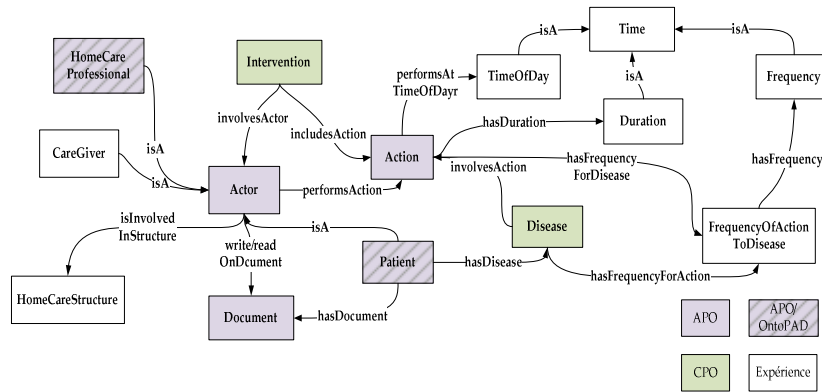 isA
Time
isA
HomeCare
Professional
Intervention
performsAt
TimeOfDayr
TimeOfDay
isA
Frequency
involvesActor
includesAction
hasDuration
Duration
CareGiver
isA
isA
Action
involvesAction
hasFrequency
ForDisease
hasFrequency
Actor
performsAction
isInvolved
InStructure
write/read
OnDcument
isA
Disease
FrequencyOfAction
ToDisease
Patient
hasDisease
hasFrequencyForAction
HomeCareStructure
Document
hasDocument
APO
APO/
OntoPAD
CPO
Expérience